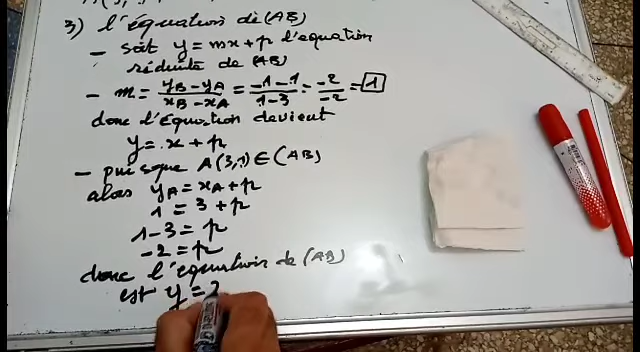 3) l'équation de (AB)
- soit y = mx + p l'equation
réduite de (AB)
- m = yB - yA / xB - xA = -1 - 1 / 1 - 3 = -2 / -2 = 1
donc l'équation devient
y = x + p
- puisque A(3,1) ∈ (AB)
alors yA = xA + p
1 = 3 + p
1 - 3 = p
-2 = p
donc l'équation de (AB)
est y =